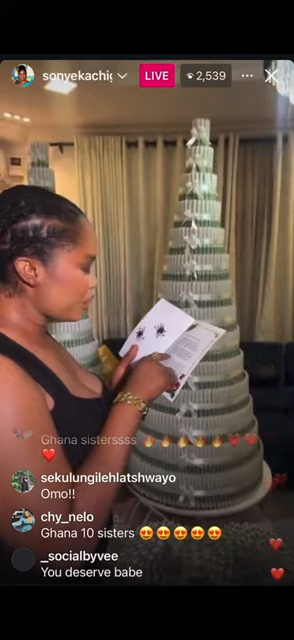 sonyekachi
LIVE
2,539
Ghana sisterssss 🔥🔥🔥🔥🔥❤️❤️
❤️
sekulungilehlatshwayo
Omo!!
chy_nelo
Ghana 10 sisters 😍😍😍😍😍
_socialbyvee
You deserve babe